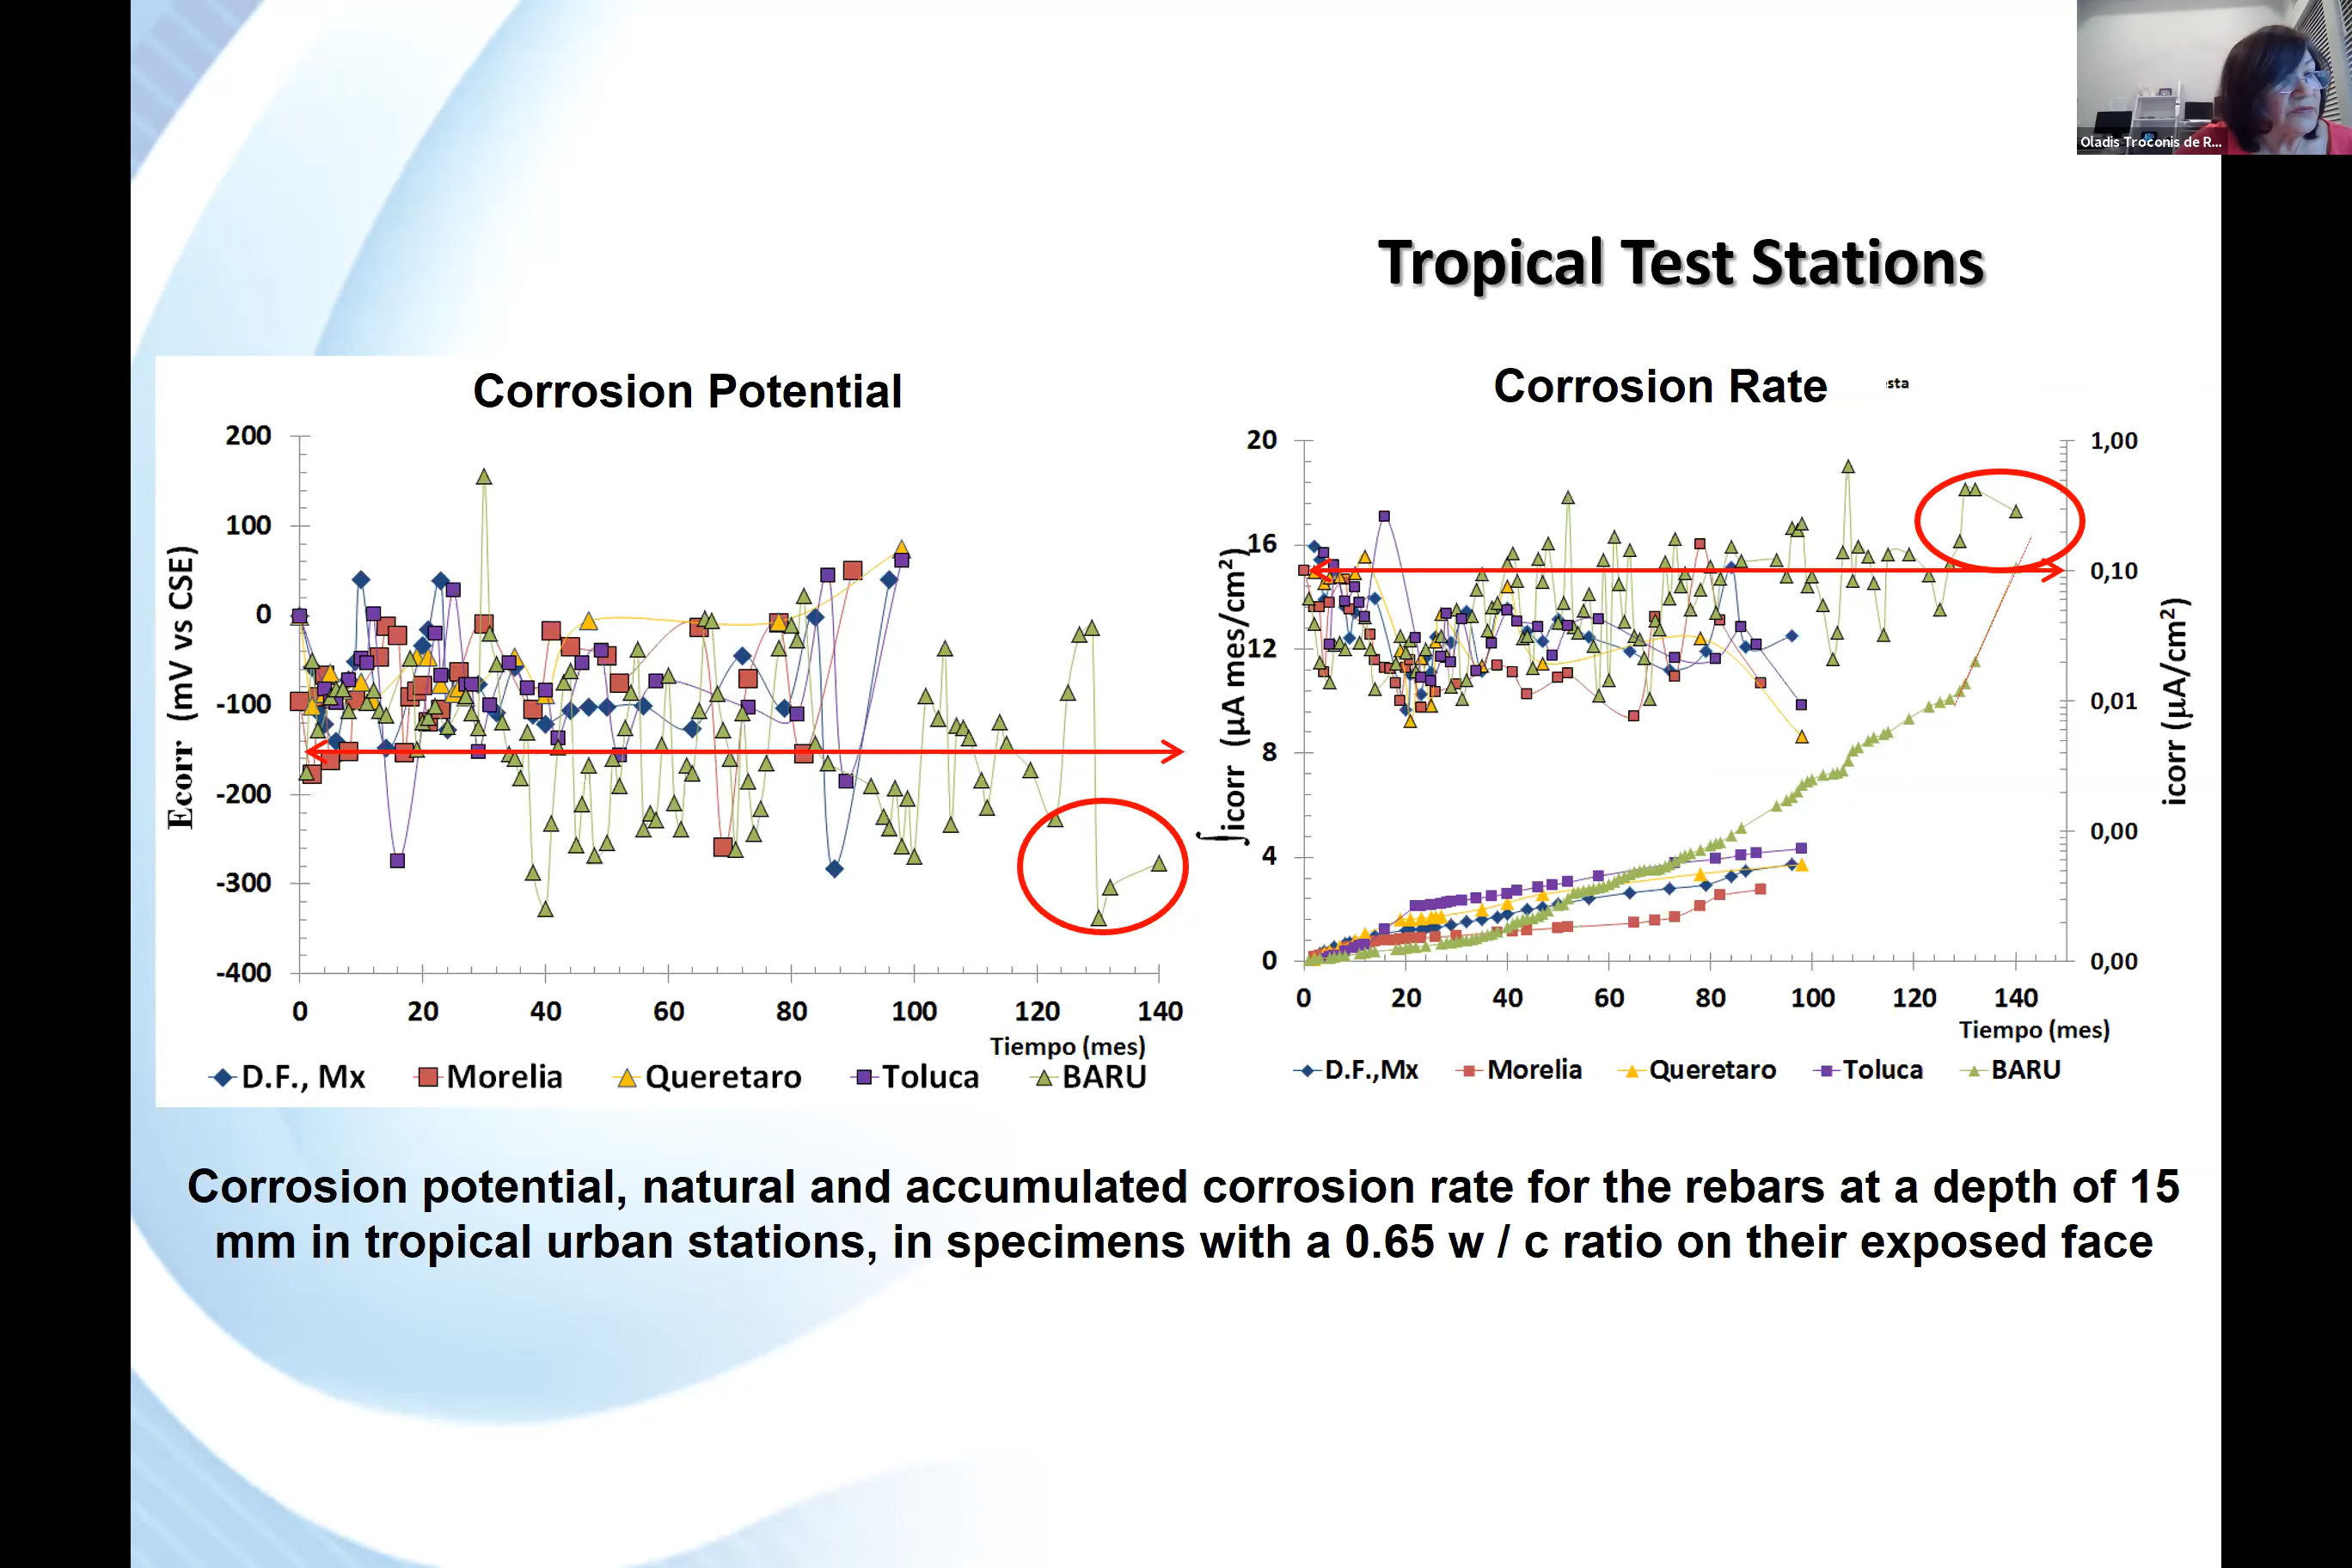 Oladis Troconis de R...
Tropical Test Stations
Corrosion Potential
200
100
0
-100
-200
-300
-400
Ecorr (mV vs CSE)
0 20 40 60 80 100 120 140
Tiempo (mes)
D.F., Mx Morelia Queretaro Toluca BARU
Corrosion Rate
sta
20
16
12
8
4
0
∫icorr (µA mes/cm²)
1,00
0,10
0,01
0,00
0,00
icorr (µA/cm²)
0 20 40 60 80 100 120 140
Tiempo (mes)
D.F.,Mx Morelia Queretaro Toluca BARU
Corrosion potential, natural and accumulated corrosion rate for the rebars at a depth of 15
mm in tropical urban stations, in specimens with a 0.65 w / c ratio on their exposed face